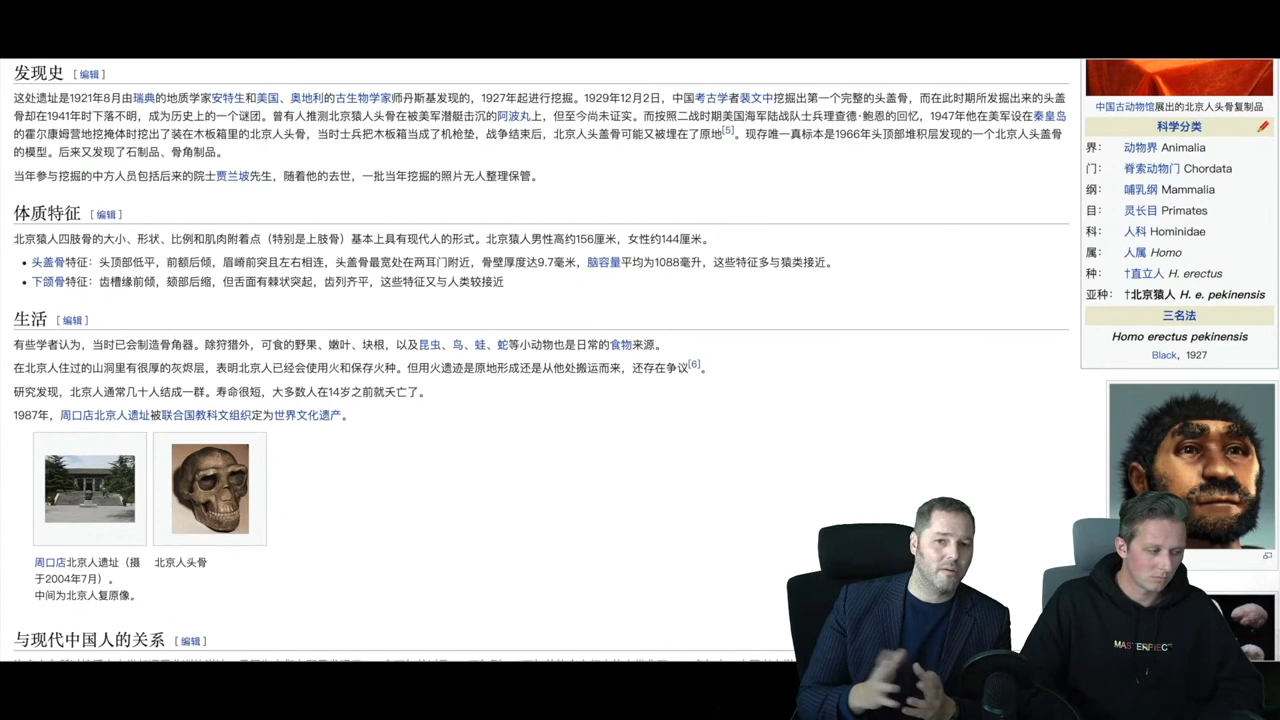 发现史 [编辑]
这处遗址是1921年8月由瑞典的地质学家安特生和美国、奥地利的古生物学家师丹斯基发现的，1927年起进行挖掘。1929年12月2日，中国考古学者裴文中挖掘出第一个完整的头盖骨，而在此时期所发掘出来的头盖
骨却在1941年时下落不明，成为历史上的一个谜团。曾有人推测北京猿人头骨在被美军潜艇击沉的阿波丸上，但至今尚未证实。而按照二战时期美国海军陆战队士兵理查德·鲍恩的回忆，1947年他在美军设在秦皇岛
的霍尔康姆营地挖掩体时挖出了装在木板箱里的北京人头骨，当时士兵把木板箱当成了机枪垫，战争结束后，北京人头盖骨可能又被埋在了原地[5]。现存唯一真标本是1966年头顶部堆积层发现的一个北京人头盖骨
的模型。后来又发现了石制品、骨角制品。
当年参与挖掘的中方人员包括后来的院士贾兰坡先生，随着他的去世，一批当年挖掘的照片无人整理保管。
体质特征 [编辑]
北京猿人四肢骨的大小、形状、比例和肌肉附着点（特别是上肢骨）基本上具有现代人的形式。北京猿人男性高约156厘米，女性约144厘米。
• 头盖骨特征：头顶部低平，前额后倾，眉嵴前突且左右相连，头盖骨最宽处在两耳门附近，骨壁厚度达9.7毫米，脑容量平均为1088毫升，这些特征多与猿类接近。
• 下颌骨特征：齿槽缘前倾，颏部后缩，但舌面有棘状突起，齿列齐平，这些特征又与人类较接近
生活 [编辑]
有些学者认为，当时已会制造骨角器。除狩猎外，可食的野果、嫩叶、块根，以及昆虫、鸟、蛙、蛇等小动物也是日常的食物来源。
在北京人住过的山洞里有很厚的灰烬层，表明北京人已经会使用火和保存火种。但用火遗迹是原地形成还是从他处搬运而来，还存在争议[6]。
研究发现，北京人通常几十人结成一群。寿命很短，大多数人在14岁之前就夭亡了。
1987年，周口店北京人遗址被联合国教科文组织定为世界文化遗产。
周口店北京人遗址（摄
于2004年7月）。
中间为北京人复原像。
北京人头骨
与现代中国人的关系 [编辑]
中国古动物馆展出的北京人头骨复制品
科学分类
界： 动物界 Animalia
门： 脊索动物门 Chordata
纲： 哺乳纲 Mammalia
目： 灵长目 Primates
科： 人科 Hominidae
属： 人属 Homo
种： †直立人 H. erectus
亚种： †北京猿人 H. e. pekinensis
三名法
Homo erectus pekinensis
Black，1927
MASTERPIEC